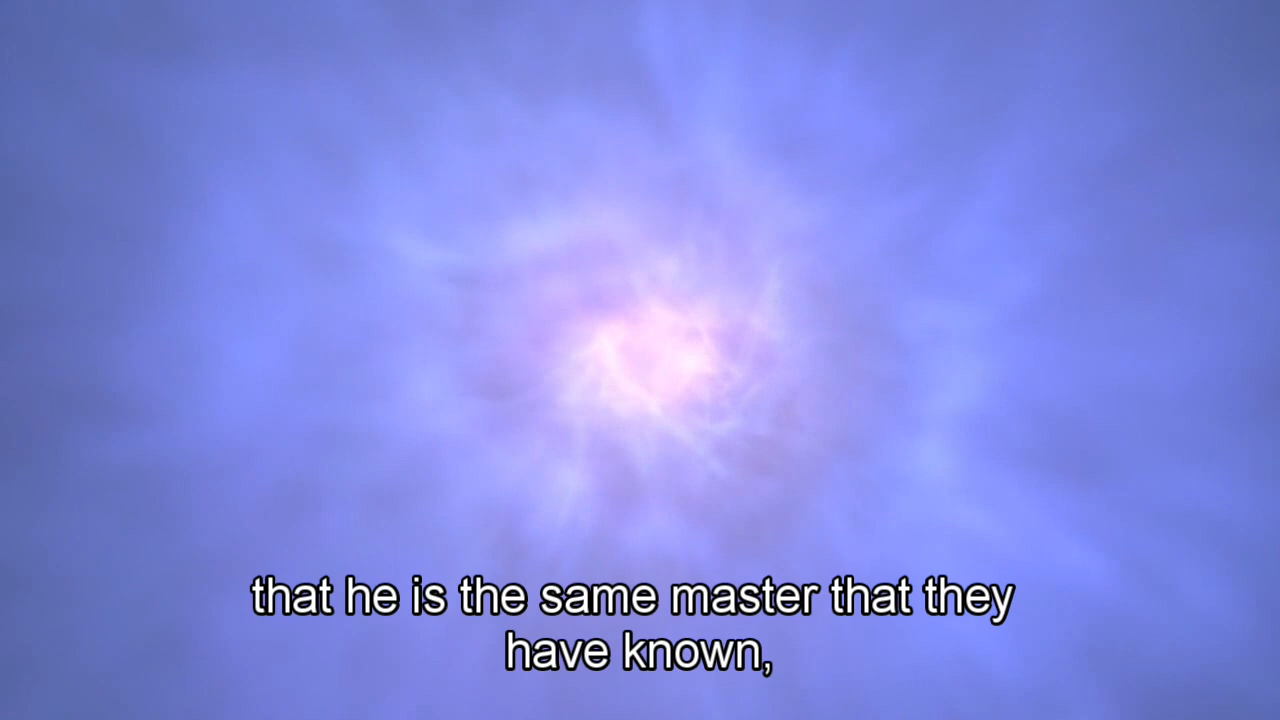 that he is the same master that they
have known,